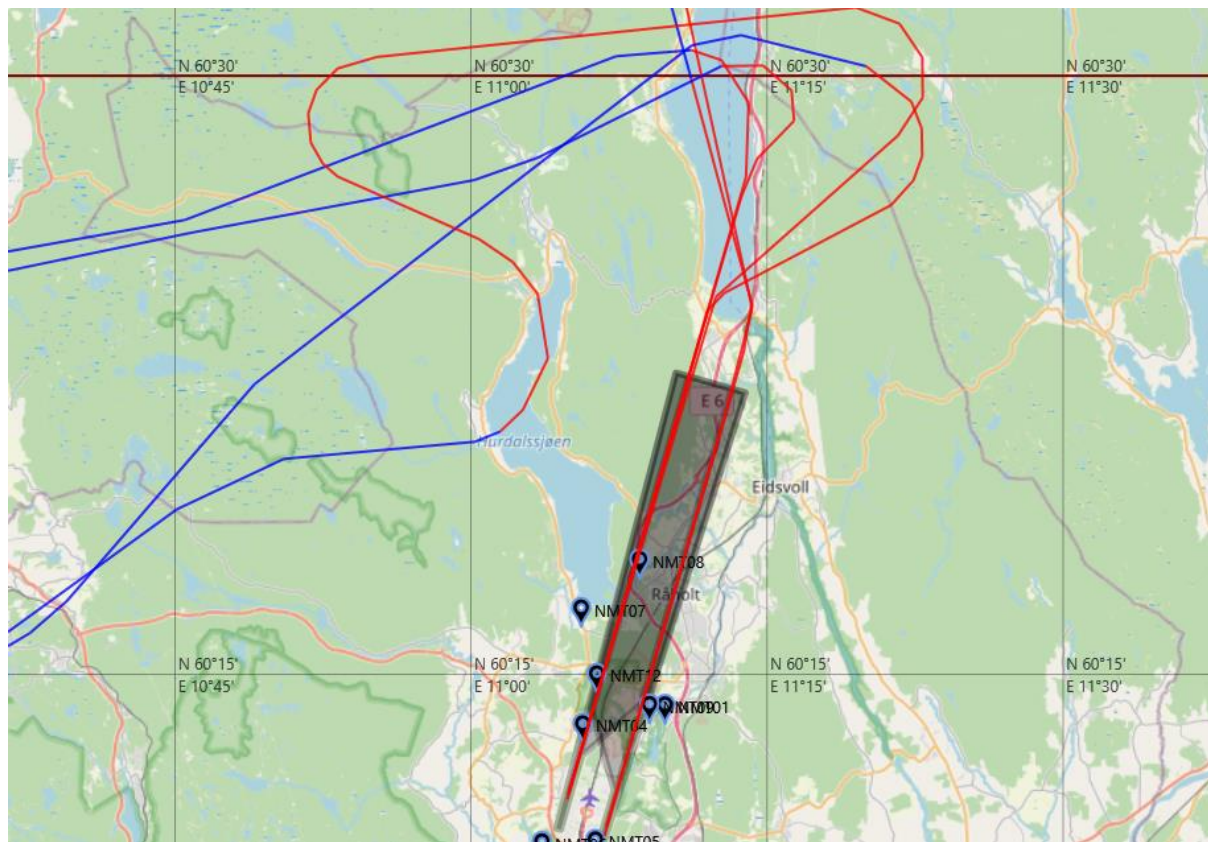 N 60°30'
E 10°45'
N 60°30'
E 11°00'
N 60°30'
E 11°15'
N 60°30'
E 11°30'
E 6
Hurdalssjøen
Eidsvoll
NMT08
Råholt
NMT07
N 60°15'
E 10°45'
N 60°15'
E 11°00'
NMT12
N 60°15'
E 11°15'
N 60°15'
E 11°30'
NMT04
NMT05